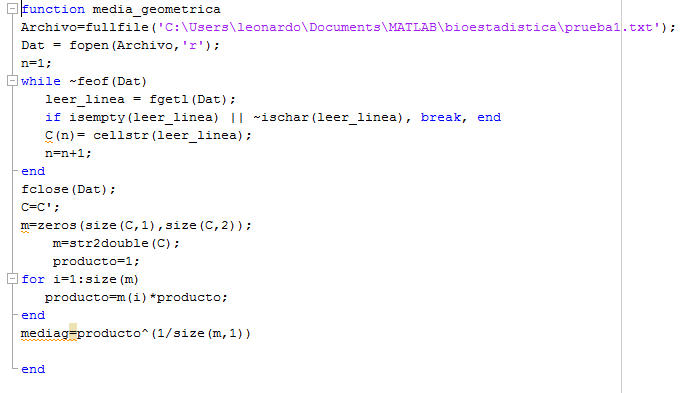 function media_geometrica
Archivo=fullfile('C:\Users\leonardo\Documents\MATLAB\bioestadistica\prueba1.txt');
Dat = fopen(Archivo,'r');
n=1;
while ~feof(Dat)
leer_linea = fgetl(Dat);
if isempty(leer_linea) || ~ischar(leer_linea), break, end
C(n)= cellstr(leer_linea);
n=n+1;
end
fclose(Dat);
C=C';
m=zeros(size(C,1),size(C,2));
m=str2double(C);
producto=1;
for i=1:size(m)
producto=m(i)*producto;
end
mediag=producto^(1/size(m,1))
end